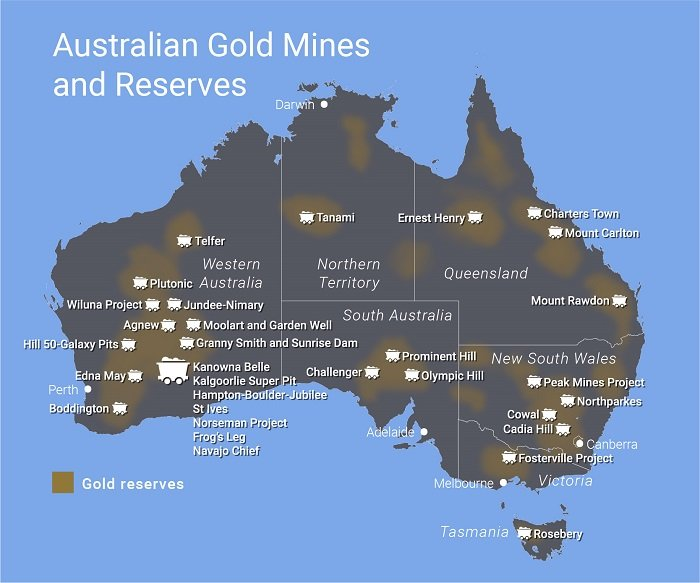 Australian Gold Mines
and Reserves
Darwin
Tanami
Ernest Henry
Charters Town
Mount Carlton
Telfer
Western
Australia
Northern
Territory
Queensland
Plutonic
Wiluna Project
Jundee-Nimary
Mount Rawdon
South Australia
Agnew
Moolart and Garden Well
Hill 50-Galaxy Pits
Granny Smith and Sunrise Dam
Prominent Hill
New South Wales
Challenger
Olympic Hill
Edna May
Kanowna Belle
Kalgoorlie Super Pit
Hampton-Boulder-Jubilee
St Ives
Norseman Project
Frog's Leg
Navajo Chief
Peak Mines Project
Perth
Northparkes
Boddington
Cowal
Cadia Hill
Adelaide
Canberra
Fosterville Project
Gold reserves
Melbourne
Victoria
Tasmania
Rosebery